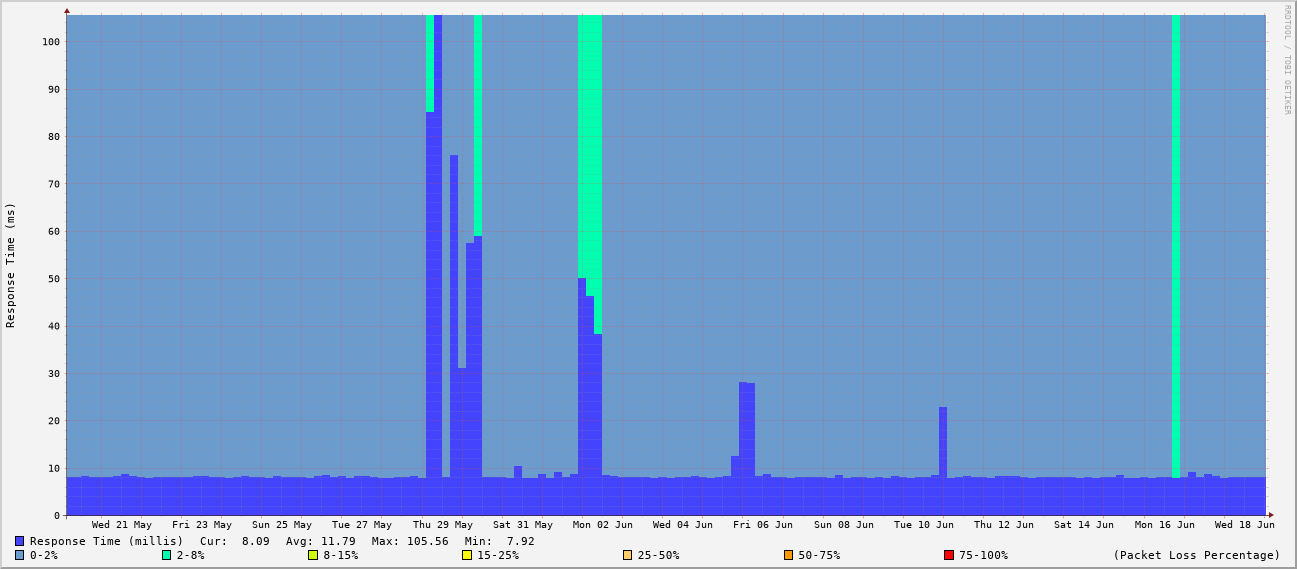 RRDTOOL / TOBI OETIKER
Response Time (ms)
100
90
80
70
60
50
40
30
20
10
0
Wed 21 May Fri 23 May Sun 25 May Tue 27 May Thu 29 May Sat 31 May Mon 02 Jun Wed 04 Jun Fri 06 Jun Sun 08 Jun Tue 10 Jun Thu 12 Jun Sat 14 Jun Mon 16 Jun Wed 18 Jun
Response Time (millis) Cur: 8.09 Avg: 11.79 Max: 105.56 Min: 7.92
0-2% 2-8% 8-15% 15-25% 25-50% 50-75% 75-100% (Packet Loss Percentage)